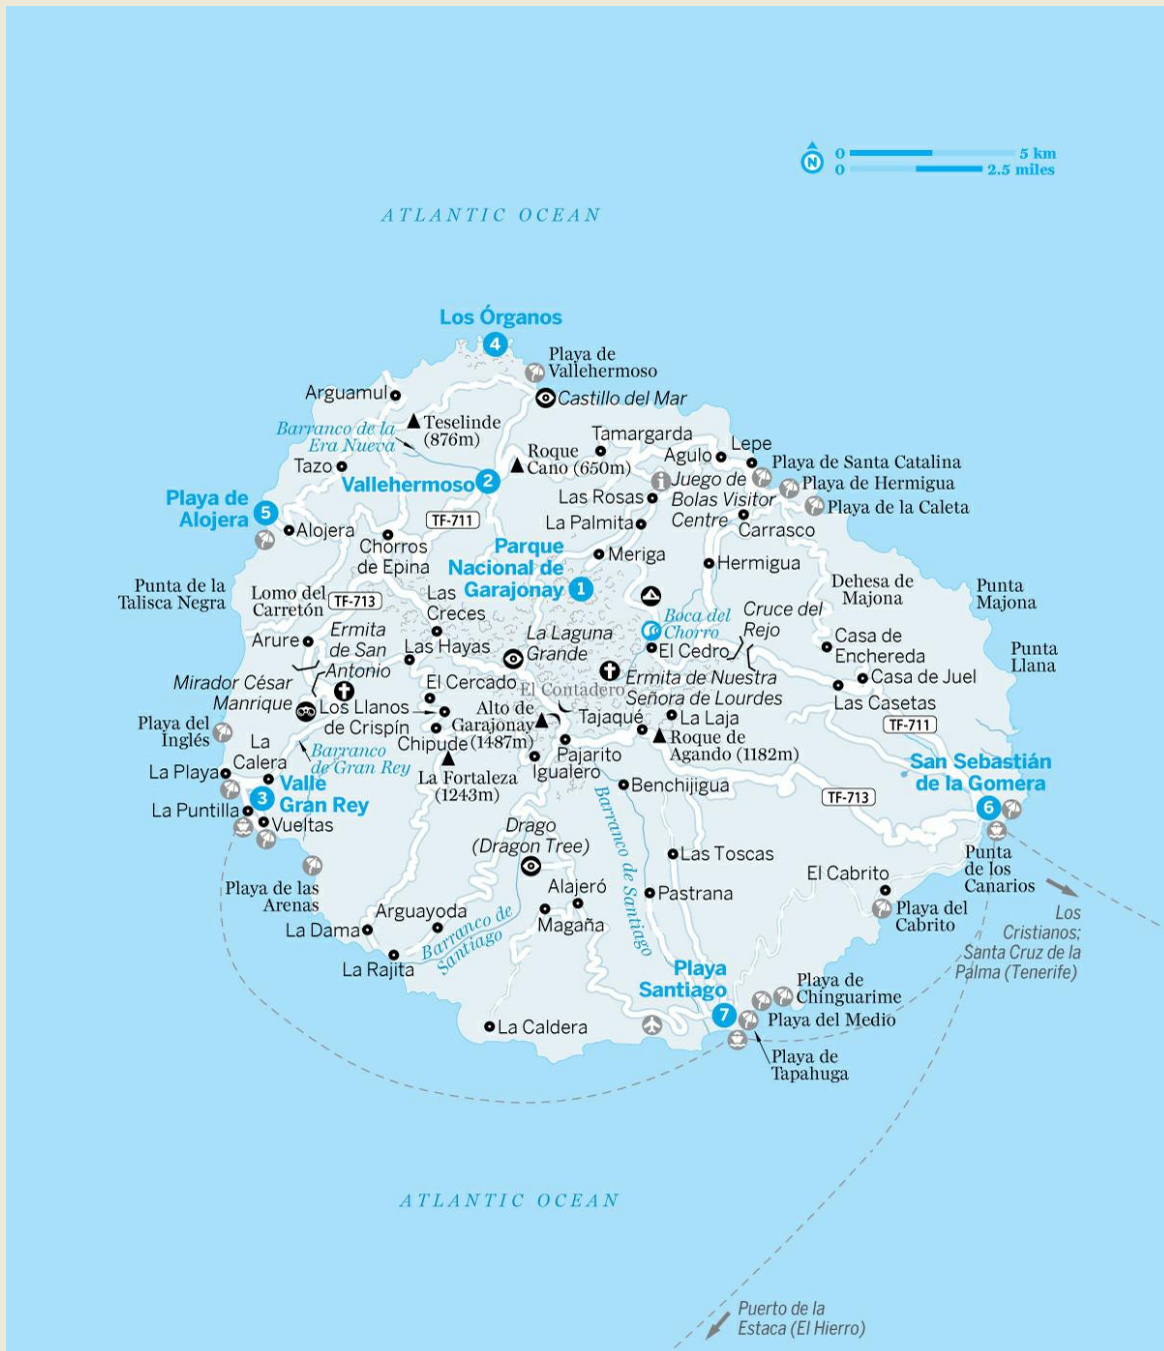 0 5 km
N
0 2.5 miles
ATLANTIC OCEAN
Los Órganos
4
Playa de
Vallehermoso
Arguamul
Castillo del Mar
Teselinde
(876m)
Barranco de la
Era Nueva
Tamargarda
Lepe
Roque
Cano (650m)
Agulo
Tazo
Playa de Santa Catalina
Vallehermoso
2
Juego de
Bolas Visitor
Centre
Playa de Hermigua
Las Rosas
Playa de
Alojera
5
Playa de la Caleta
TF-711
La Palmita
Alojera
Carrasco
Chorros
de Epina
Parque
Nacional de
Garajonay
1
Meriga
Hermigua
Punta de la
Talisca Negra
Lomo del
Carretón
TF-713
Las
Creces
Dehesa de
Majona
Punta
Majona
Boca del
Chorro
Cruce del
Rejo
Arure
Ermita
de San
Antonio
La Laguna
Grande
Las Hayas
El Cedro
Casa de
Enchereda
Punta
Llana
Mirador César
Manrique
El Cercado
El Contadero
Ermita de Nuestra
Señora de Lourdes
Casa de Juel
Las Casetas
Los Llanos
de Crispín
Alto de
Garajonay
(1487m)
Tajaqué
La Laja
TF-711
Playa del
Inglés
Chipude
Pajarito
Roque de
Agando (1182m)
La
Calera
Barranco
de Gran Rey
La Fortaleza
(1243m)
Igualero
San Sebastián
de la Gomera
6
La Playa
Valle
Gran Rey
3
Benchijigua
TF-713
La Puntilla
Vueltas
Drago
(Dragon Tree)
Barranco de Santiago
Las Toscas
Punta
de los
Canarios
Playa de las
Arenas
Alajeró
Pastrana
El Cabrito
Playa del
Cabrito
Arguayoda
Magaña
La Dama
Barranco de
Santiago
Los
Cristianos;
Santa Cruz de la
Palma (Tenerife)
La Rajita
Playa
Santiago
7
Playa de
Chinguarime
La Caldera
Playa del Medio
Playa de
Tapahuga
ATLANTIC OCEAN
Puerto de la
Estaca (El Hierro)